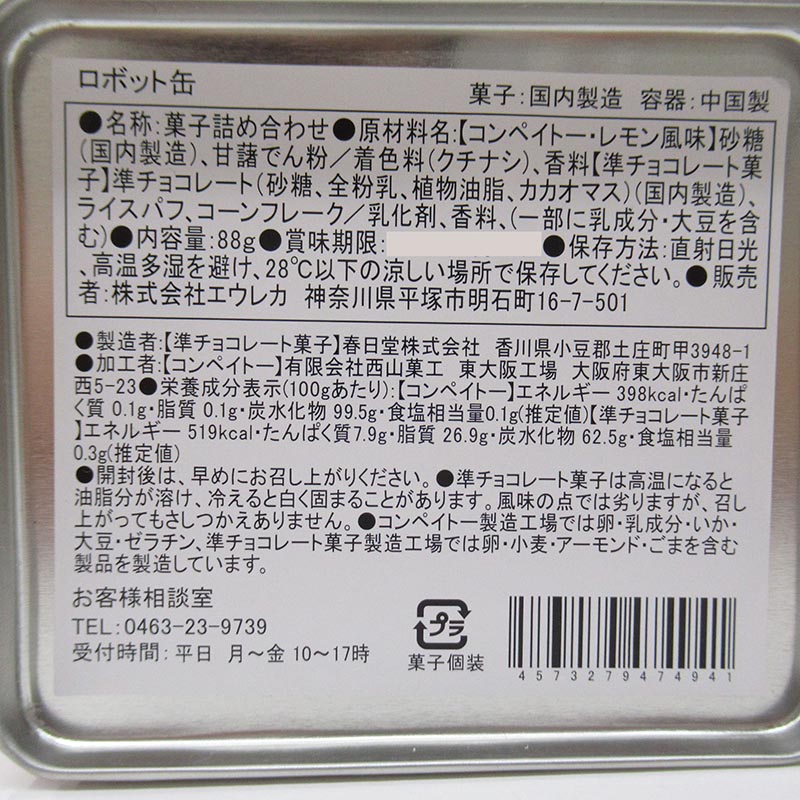 ロボット缶
菓子:国内製造 容器:中国製
●名称:菓子詰め合わせ●原材料名:【コンペイトー・レモン風味】砂糖
(国内製造)、甘藷でん粉/着色料(クチナシ)、香料【準チョコレート菓
子】準チョコレート(砂糖、全粉乳、植物油脂、カカオマス)(国内製造)、
ライスパフ、コーンフレーク/乳化剤、香料、(一部に乳成分・大豆を含
む)●内容量:88g●賞味期限: ●保存方法:直射日光
、高温多湿を避け、28℃以下の涼しい場所で保存してください。●販売
者:株式会社エウレカ 神奈川県平塚市明石町16-7-501
●製造者:【準チョコレート菓子】春日堂株式会社 香川県小豆郡土庄町甲3948-1
●加工者:【コンペイトー】有限会社西山菓工 東大阪工場 大阪府東大阪市新庄
西5-23●栄養成分表示(100gあたり):【コンペイトー】エネルギー 398kcal・たんぱ
く質 0.1g・脂質 0.1g・炭水化物 99.5g・食塩相当量0.1g(推定値)【準チョコレート菓子
】エネルギー 519kcal・たんぱく質7.9g・脂質 26.9g・炭水化物 62.5g・食塩相当量
0.3g(推定値)
●開封後は、早めにお召し上がりください。●準チョコレート菓子は高温になると
油脂分が溶け、冷えると白く固まることがあります。風味の点では劣りますが、召し
上がってもさしつかえありません。●コンペイトー製造工場では卵・乳成分・いか・
大豆・ゼラチン、準チョコレート菓子製造工場では卵・小麦・アーモンド・ごまを含む
製品を製造しています。
お客様相談室
TEL:0463-23-9739
受付時間:平日 月~金 10~17時
プラ
菓子個装
4573279474941